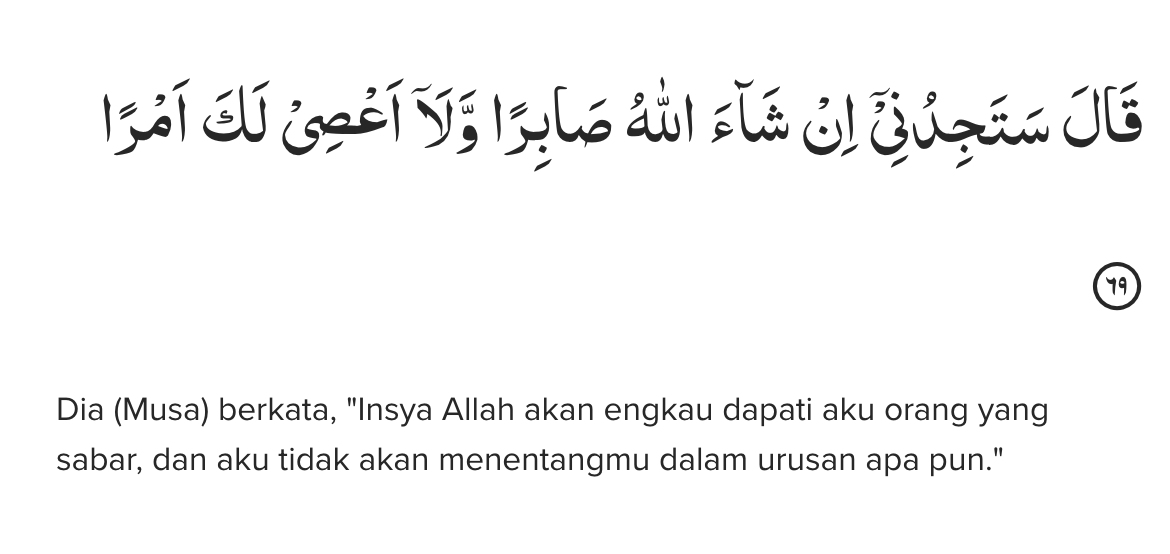 قَالَ سَتَجِدُنِيْٓ اِنْ شَاۤءَ اللّٰهُ صَابِرًا وَّلَآ اَعْصِيْ لَكَ اَمْرًا
٦٩
Dia (Musa) berkata, "Insya Allah akan engkau dapati aku orang yang
sabar, dan aku tidak akan menentangmu dalam urusan apa pun."